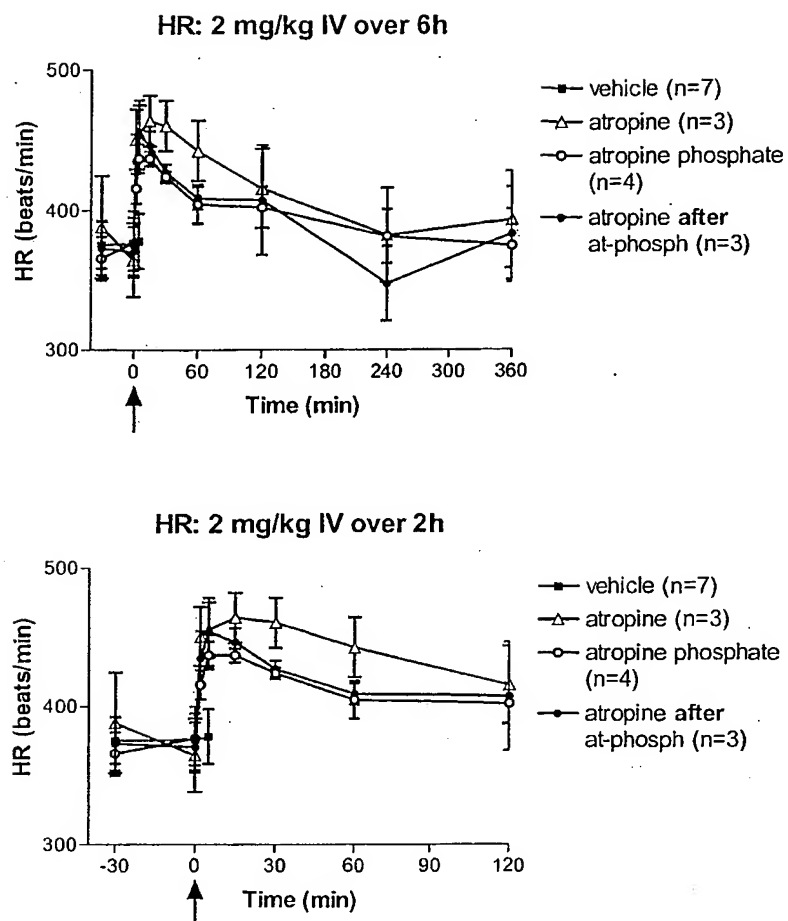 HR: 2 mg/kg IV over 6h
500
400
300
HR (beats/min)
0
60
120
180
240
300
360
Time (min)
vehicle (n=7)
atropine (n=3)
atropine phosphate
(n=4)
atropine after
at-phosph (n=3)
HR: 2 mg/kg IV over 2h
500
400
300
HR (beats/min)
-30
0
30
60
90
120
Time (min)
vehicle (n=7)
atropine (n=3)
atropine phosphate
(n=4)
atropine after
at-phosph (n=3)